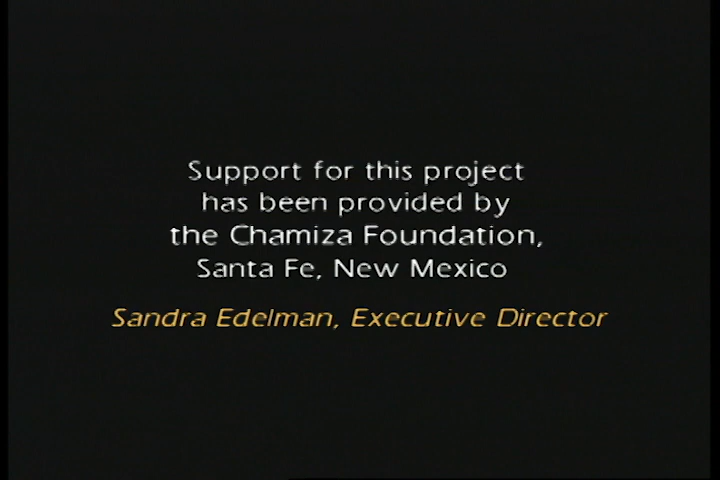 Support for this project
has been provided by
the Chamiza Foundation,
Santa Fe, New Mexico
Sandra Edelman, Executive Director